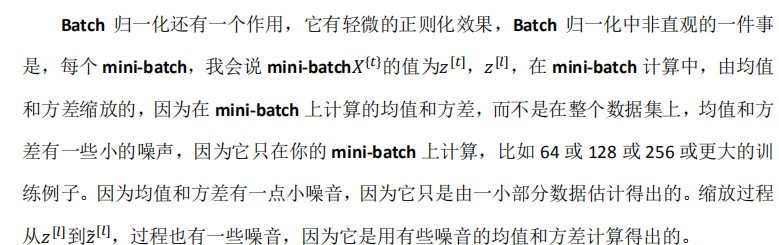 Batch 归一化还有一个作用，它有轻微的正则化效果，Batch 归一化中非直观的一件事
是，每个 mini-batch，我会说 mini-batch𝑋^{𝑡}的值为𝑧^[𝑡]，𝑧^[𝑙]，在 mini-batch 计算中，由均值
和方差缩放的，因为在 mini-batch 上计算的均值和方差，而不是在整个数据集上，均值和方
差有一些小的噪声，因为它只在你的 mini-batch 上计算，比如 64 或 128 或 256 或更大的训
练例子。因为均值和方差有一点小噪音，因为它只是由一小部分数据估计得出的。缩放过程
从𝑧^[𝑙]到𝑧̃^[𝑙]，过程也有一些噪音，因为它是用有些噪音的均值和方差计算得出的。